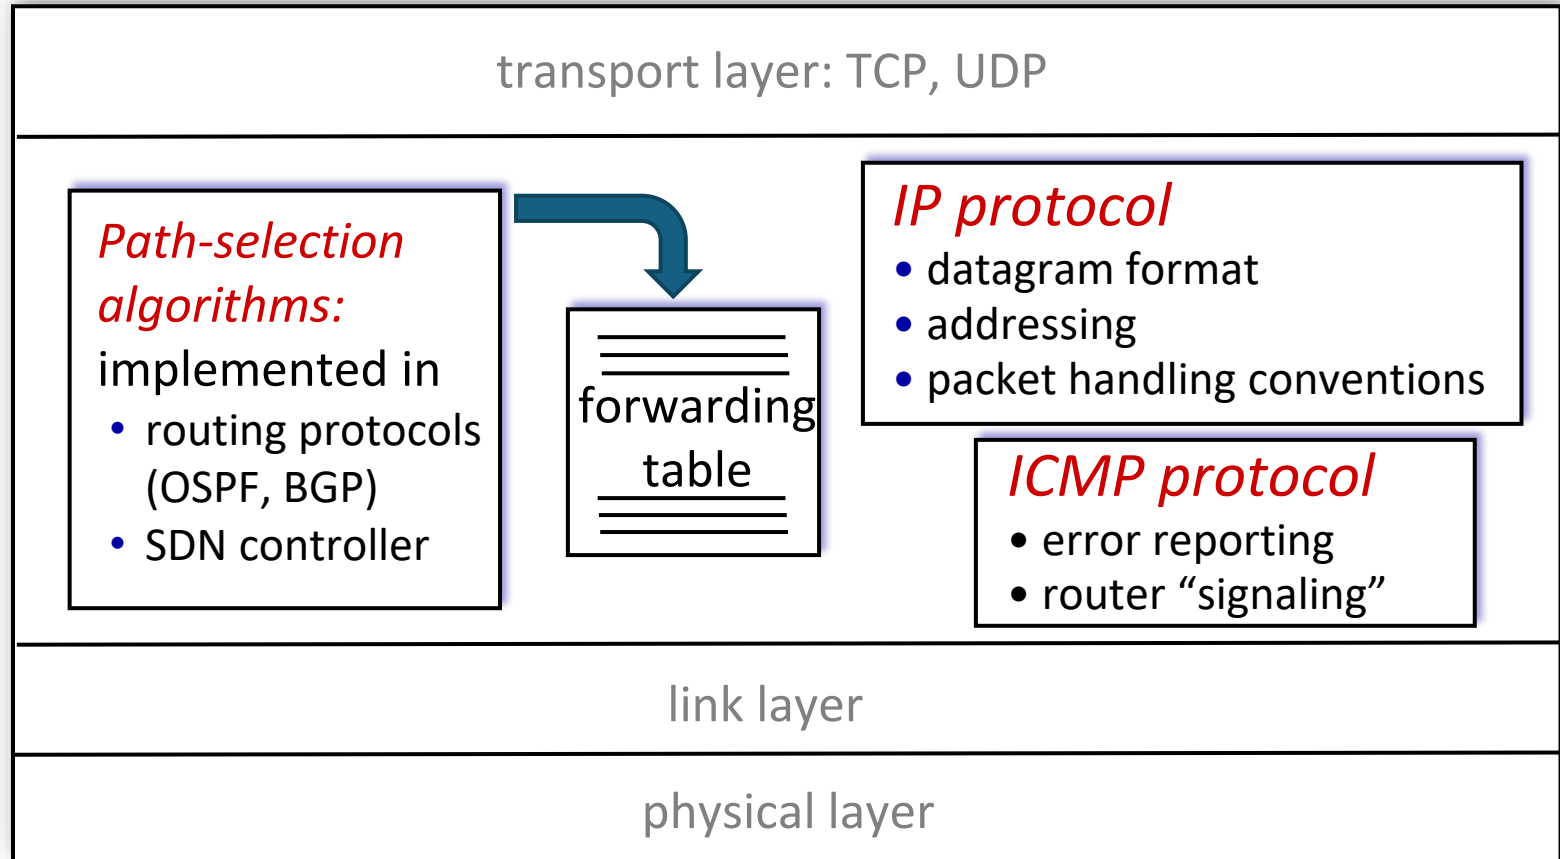 transport layer: TCP, UDP
Path-selection
algorithms:
implemented in
• routing protocols
(OSPF, BGP)
• SDN controller
forwarding
table
IP protocol
• datagram format
• addressing
• packet handling conventions
ICMP protocol
• error reporting
• router “signaling”
link layer
physical layer